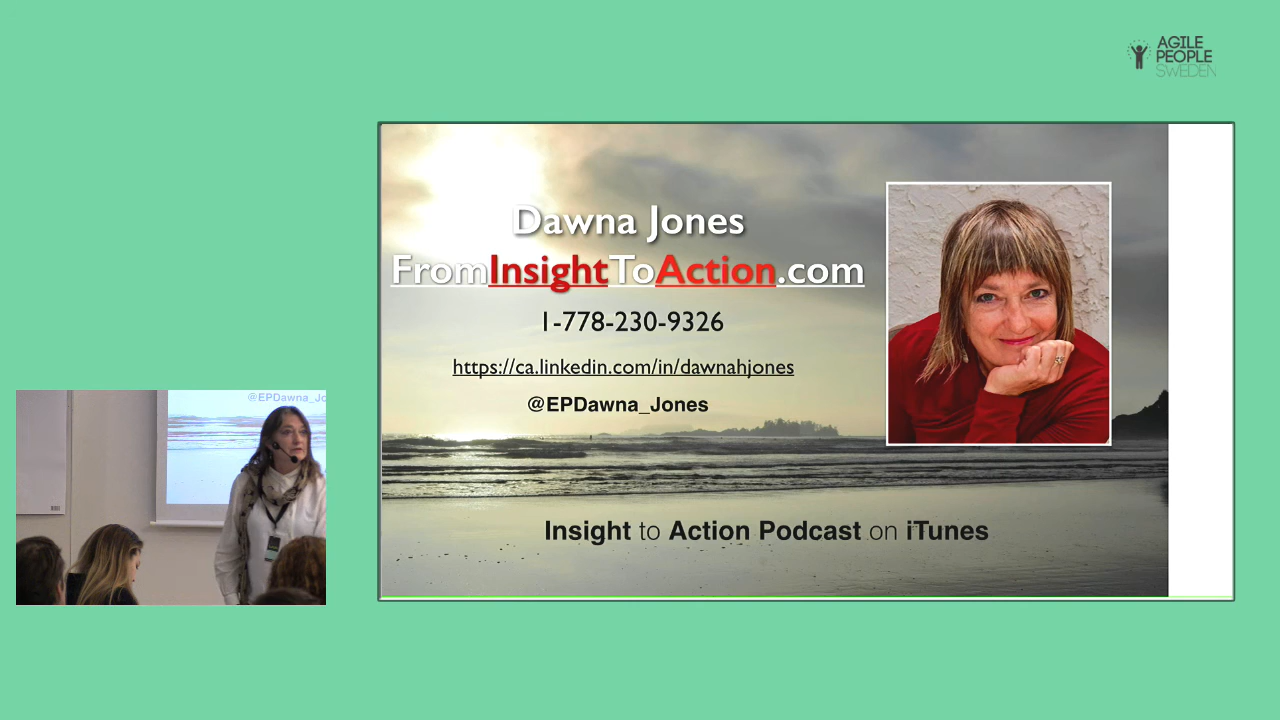 AGILE
PEOPLE
SWEDEN
Dawna Jones
FromInsightToAction.com
1-778-230-9326
https://ca.linkedin.com/in/dawnahjones
@EPDawna_Jones
Insight to Action Podcast on iTunes
@EPDawna_Jo